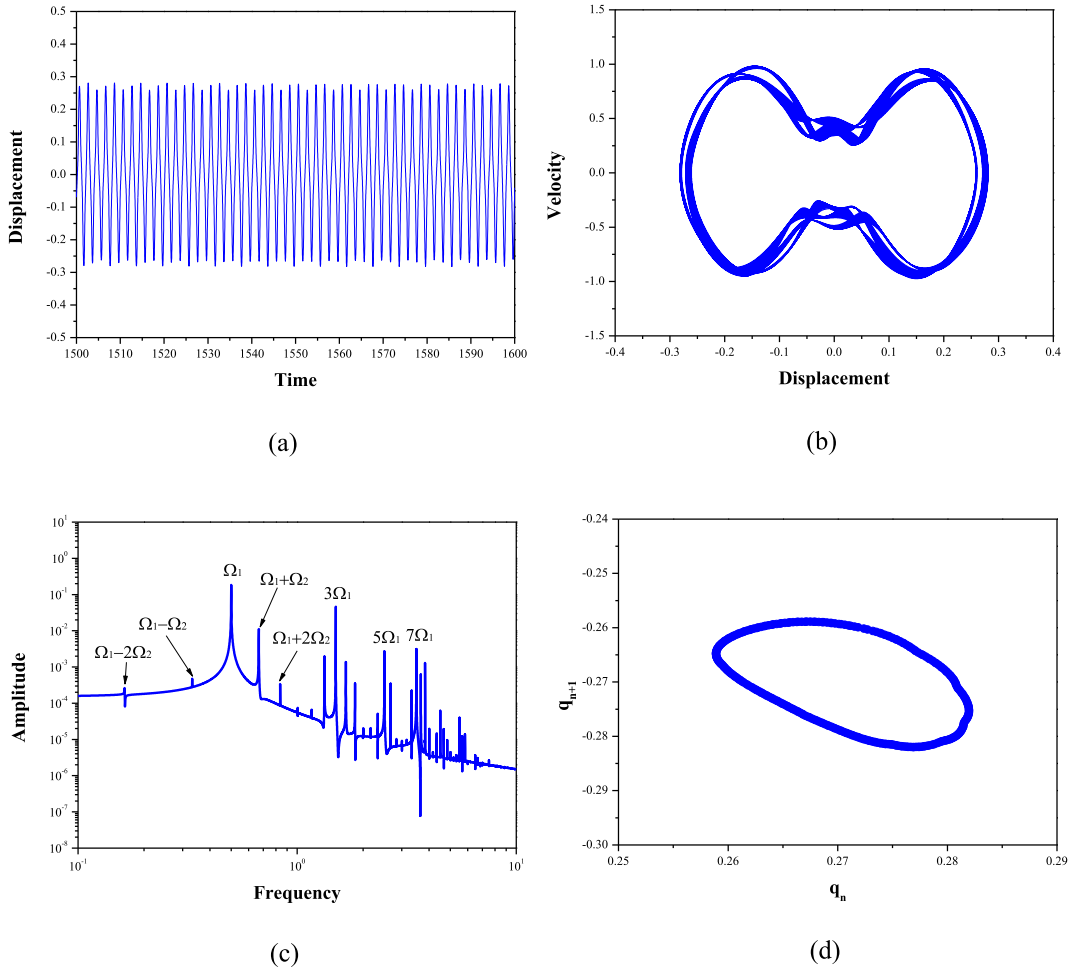 0.5
0.4
0.3
0.2
0.1
0.0
-0.1
-0.2
-0.3
-0.4
-0.5
Displacement
1500 1510 1520 1530 1540 1550 1560 1570 1580 1590 1600
Time
(a)
1.5
1.0
0.5
0.0
-0.5
-1.0
-1.5
Velocity
-0.4 -0.3 -0.2 -0.1 0.0 0.1 0.2 0.3 0.4
Displacement
(b)
10¹
10⁰
10⁻¹
10⁻²
10⁻³
10⁻⁴
10⁻⁵
10⁻⁶
10⁻⁷
10⁻⁸
Amplitude
Ω₁
Ω₁+Ω₂
3Ω₁
Ω₁−Ω₂
Ω₁+2Ω₂
5Ω₁ 7Ω₁
Ω₁−2Ω₂
10⁻¹ 10⁰ 10¹
Frequency
(c)
-0.24
-0.25
-0.26
-0.27
-0.28
-0.29
-0.30
qₙ₊₁
0.25 0.26 0.27 0.28 0.29
qₙ
(d)